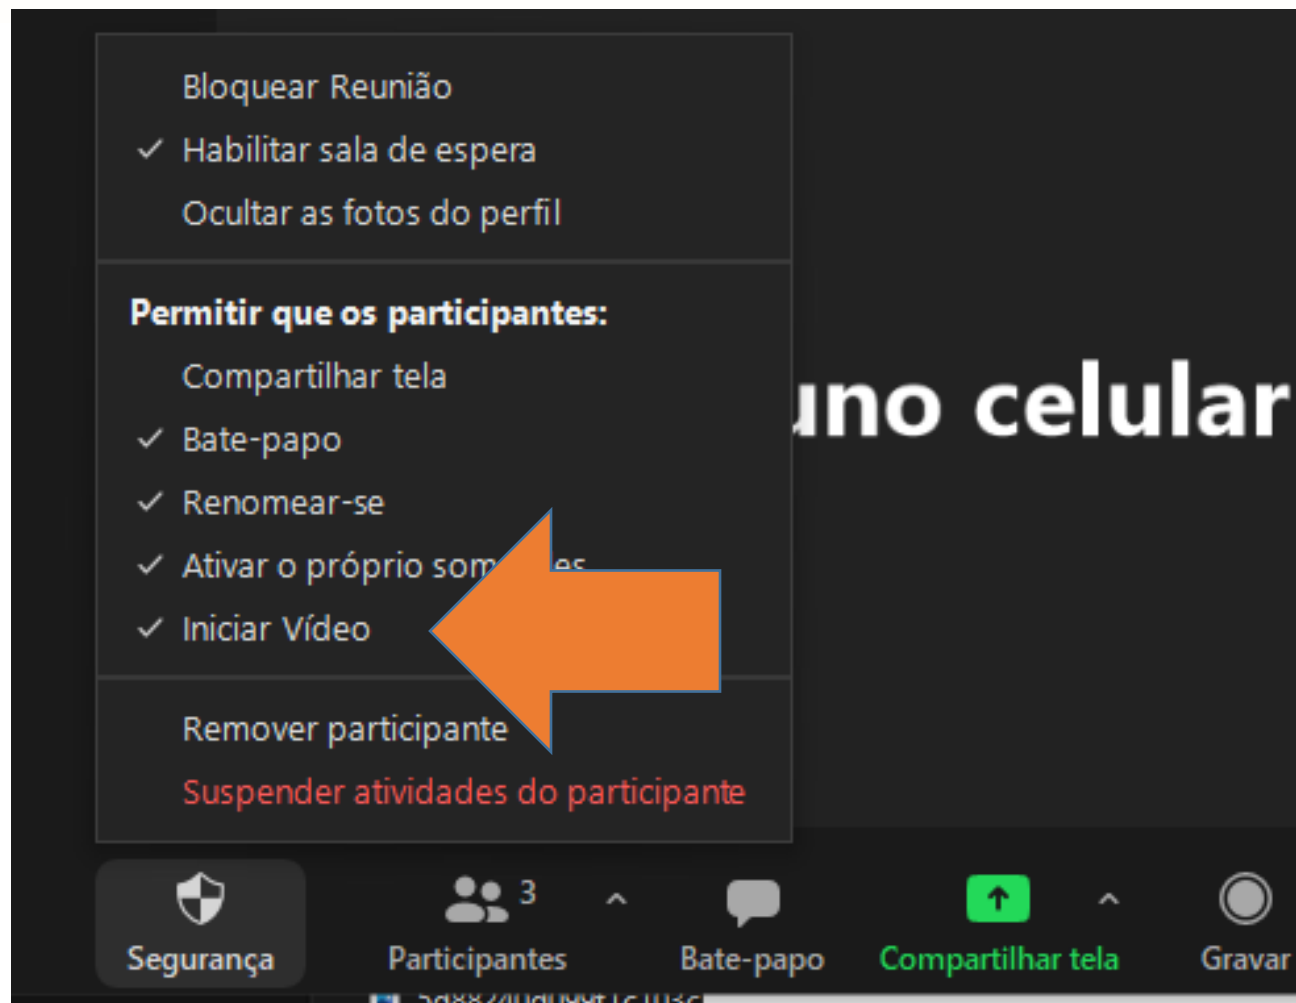 Bloquear Reunião
✓ Habilitar sala de espera
Ocultar as fotos do perfil
Permitir que os participantes:
Compartilhar tela
✓ Bate-papo
✓ Renomear-se
✓ Ativar o próprio som
✓ Iniciar Vídeo
Remover participante
Suspender atividades do participante
celular
Segurança
Participantes 3
Bate-papo
Compartilhar tela
Gravar